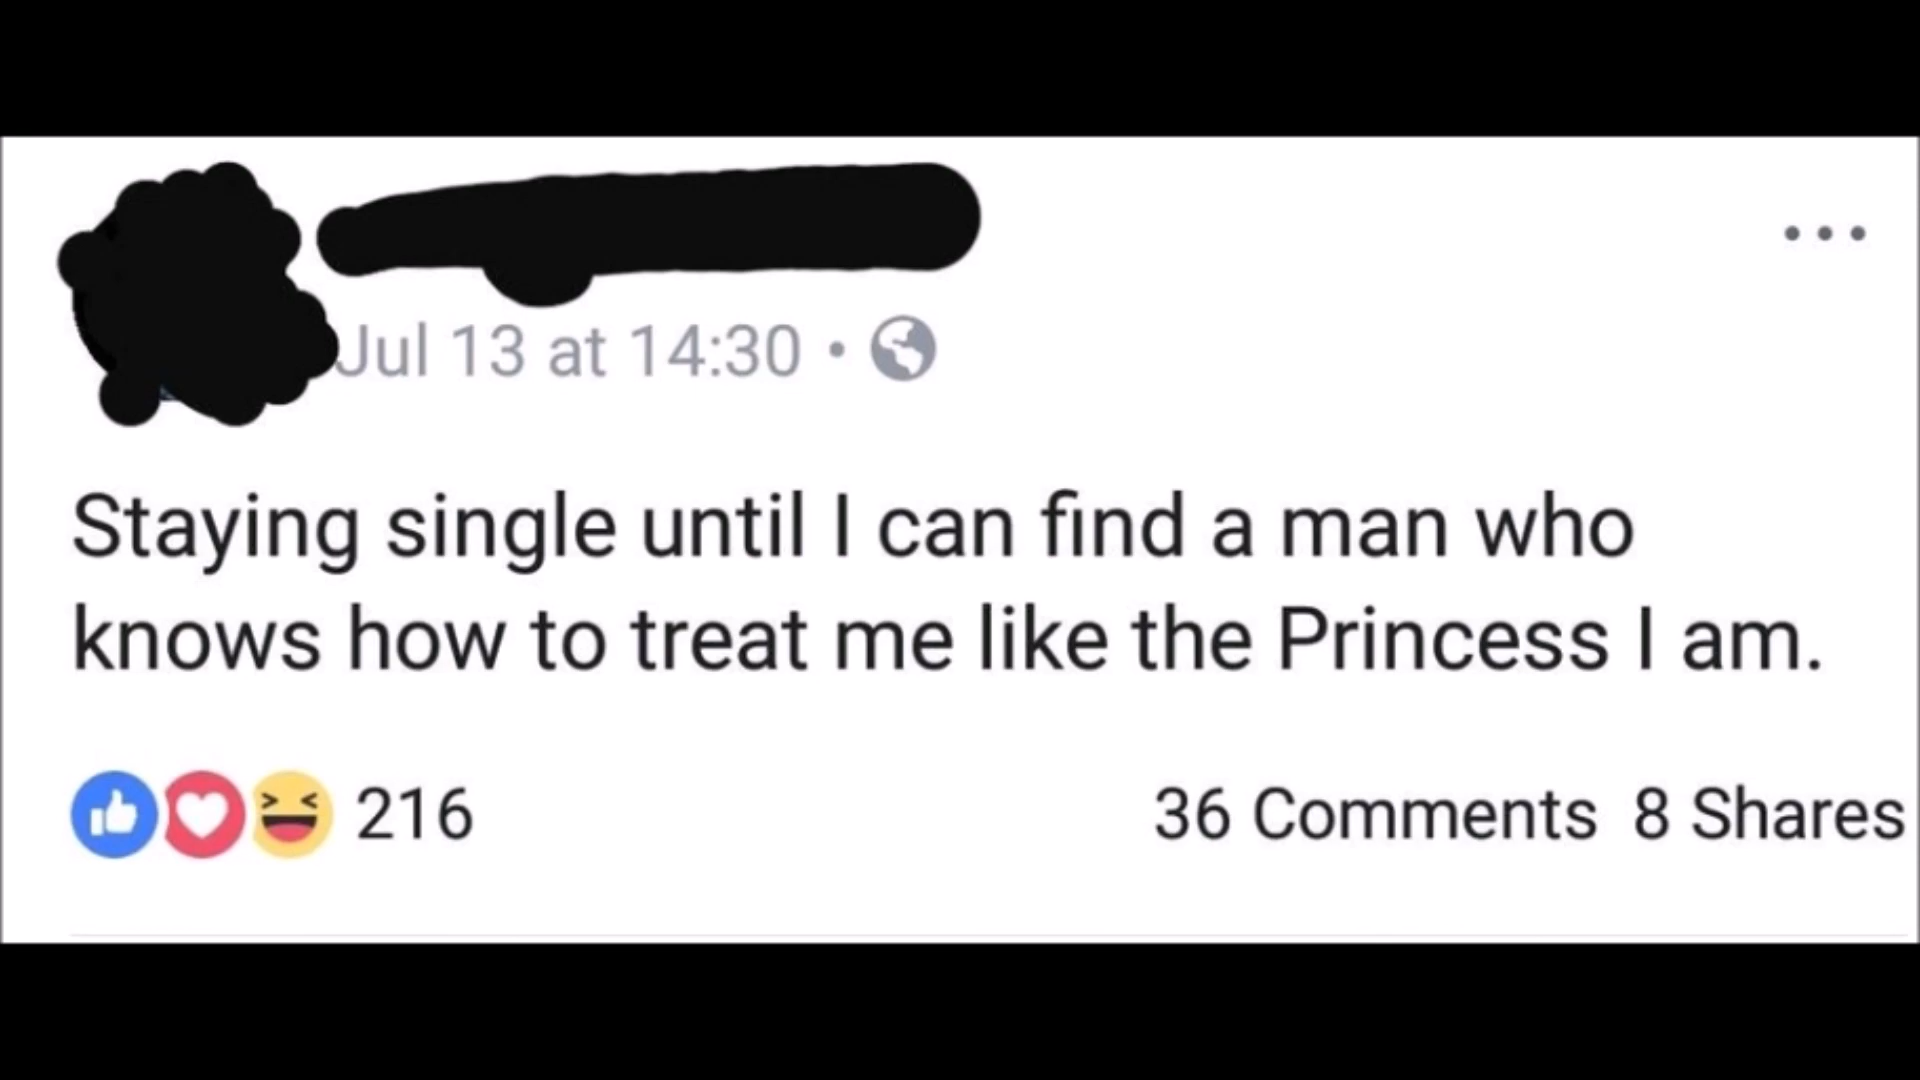 Jul 13 at 14:30 •
Staying single until I can find a man who
knows how to treat me like the Princess I am.
216 36 Comments 8 Shares